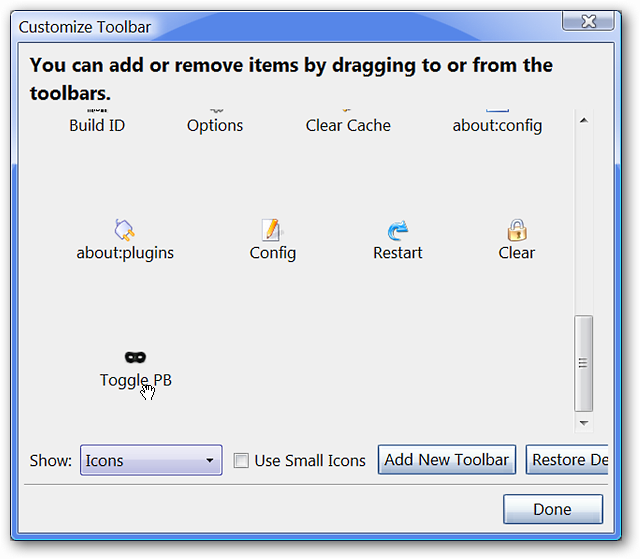 Customize Toolbar
You can add or remove items by dragging to or from the
toolbars.
Build ID Options Clear Cache about:config
about:plugins Config Restart Clear
Toggle PB
Show: Icons Use Small Icons Add New Toolbar Restore De
Done